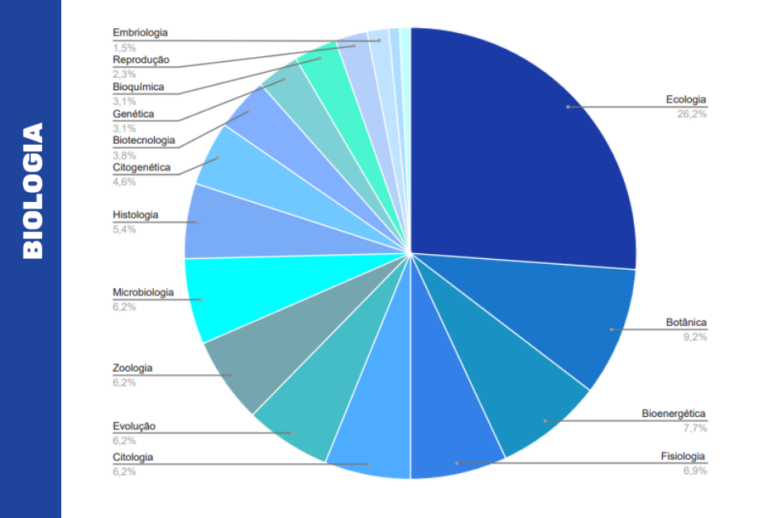 BIOLOGIA
Embriologia
1,5%
Reprodução
2,3%
Bioquímica
3,1%
Genética
3,1%
Biotecnologia
3,8%
Citogenética
4,6%
Histologia
5,4%
Microbiologia
6,2%
Zoologia
6,2%
Evolução
6,2%
Citologia
6,2%
Ecologia
26,2%
Botânica
9,2%
Bioenergética
7,7%
Fisiologia
6,9%